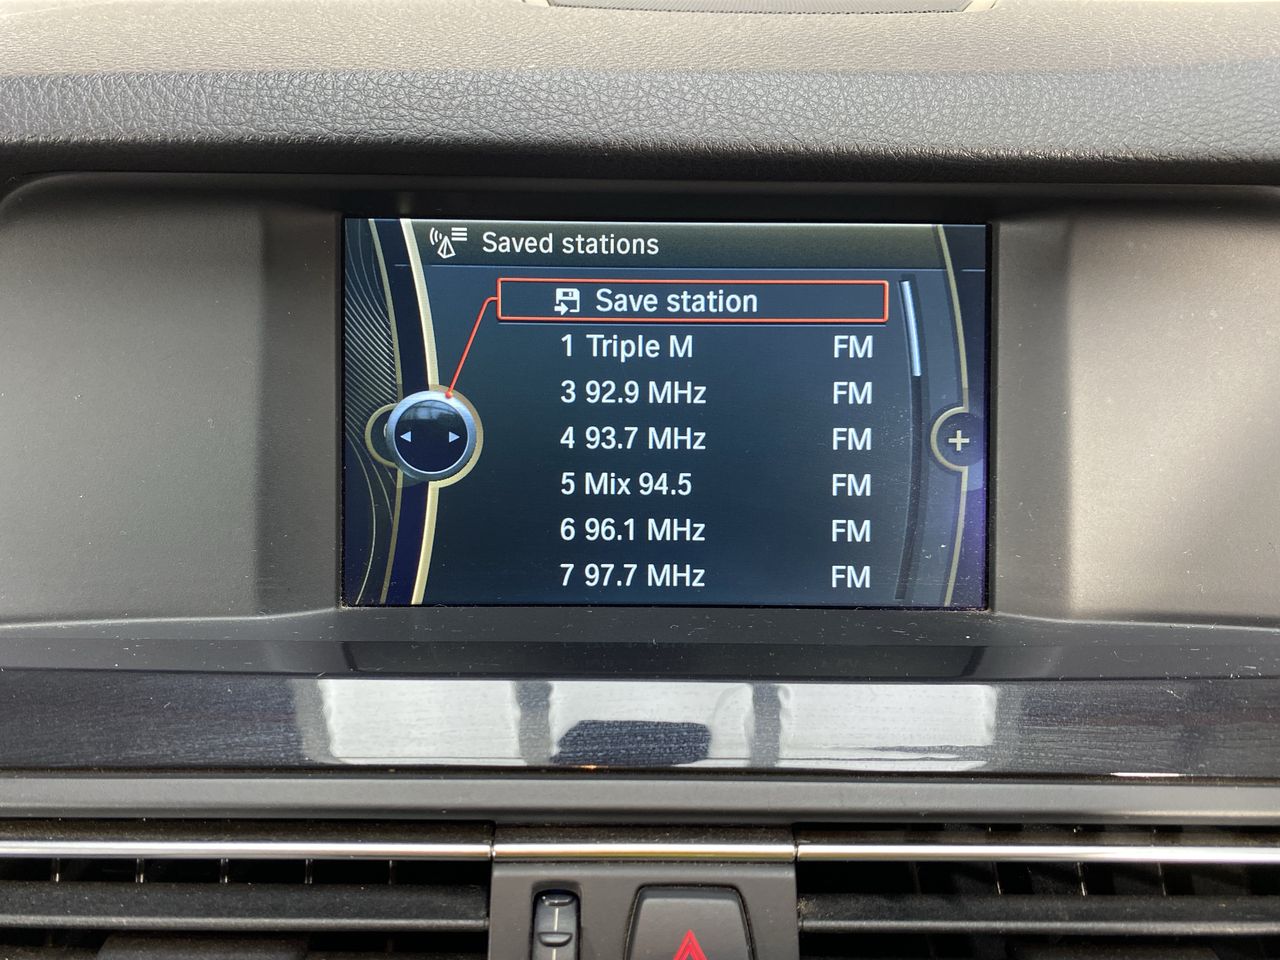 Saved stations
Save station
1 Triple M FM
3 92.9 MHz FM
4 93.7 MHz FM
5 Mix 94.5 FM
6 96.1 MHz FM
7 97.7 MHz FM